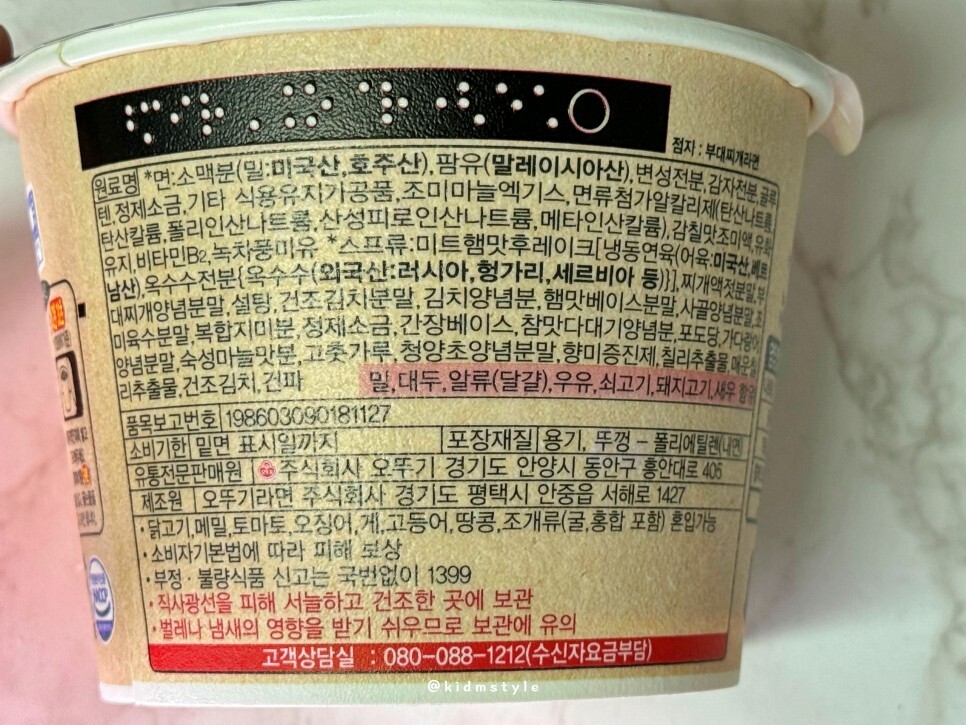 점자 : 부대찌개라면
원료명 *면:소맥분(밀:미국산,호주산),팜유(말레이시아산),변성전분,감자전분,글루
텐,정제소금,기타 식용유지가공품,조미마늘엑기스,면류첨가알칼리제(탄산나트륨,
탄산칼륨,폴리인산나트륨,산성피로인산나트륨,메타인산칼륨),감칠맛조미액,유화
유지,비타민B2,녹차풍미유 *스프류:미트햄맛후레이크[냉동연육(어육:미국산,베트
남산),옥수수전분{옥수수(외국산:러시아,헝가리,세르비아 등)}],찌개액젓분말,부
대찌개양념분말,설탕,건조김치분말,김치양념분,햄맛베이스분말,사골양념분말,조
미육수분말,복합지미분,정제소금,간장베이스,참맛다대기양념분,포도당,가다랑어
양념분말,숙성마늘맛분,고춧가루,청양초양념분말,향미증진제,칠리추출물,매운칠
리추출물,건조김치,건파 밀,대두,알류(달걀),우유,쇠고기,돼지고기,새우 함유
품목보고번호 198603090181127
소비기한 밑면 표시일까지 포장재질 용기, 뚜껑 – 폴리에틸렌(내면)
유통전문판매원 주식회사 오뚜기 경기도 안양시 동안구 흥안대로 405
제조원 오뚜기라면 주식회사 경기도 평택시 안중읍 서해로 1427
· 닭고기,메밀,토마토,오징어,게,고등어,땅콩,조개류(굴,홍합 포함) 혼입가능
· 소비자기본법에 따라 피해 보상
· 부정 · 불량식품 신고는 국번없이 1399
· 직사광선을 피해 서늘하고 건조한 곳에 보관
· 벌레나 냄새의 영향을 받기 쉬우므로 보관에 유의
고객상담실 : 080-088-1212(수신자요금부담)
@kidmstyle